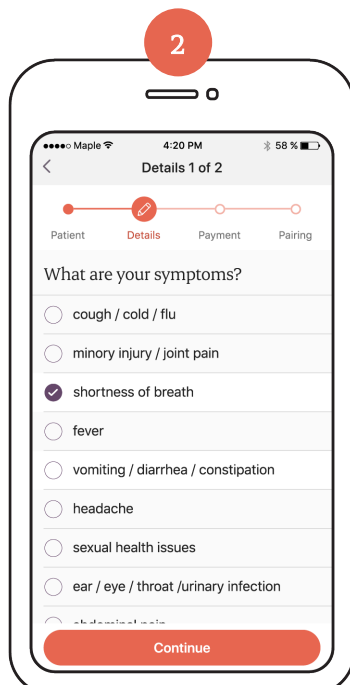 2
Maple 4:20 PM 58 %
Details 1 of 2
Patient Details Payment Pairing
What are your symptoms?
cough / cold / flu
minory injury / joint pain
shortness of breath
fever
vomiting / diarrhea / constipation
headache
sexual health issues
ear / eye / throat /urinary infection
abdominal pain
Continue